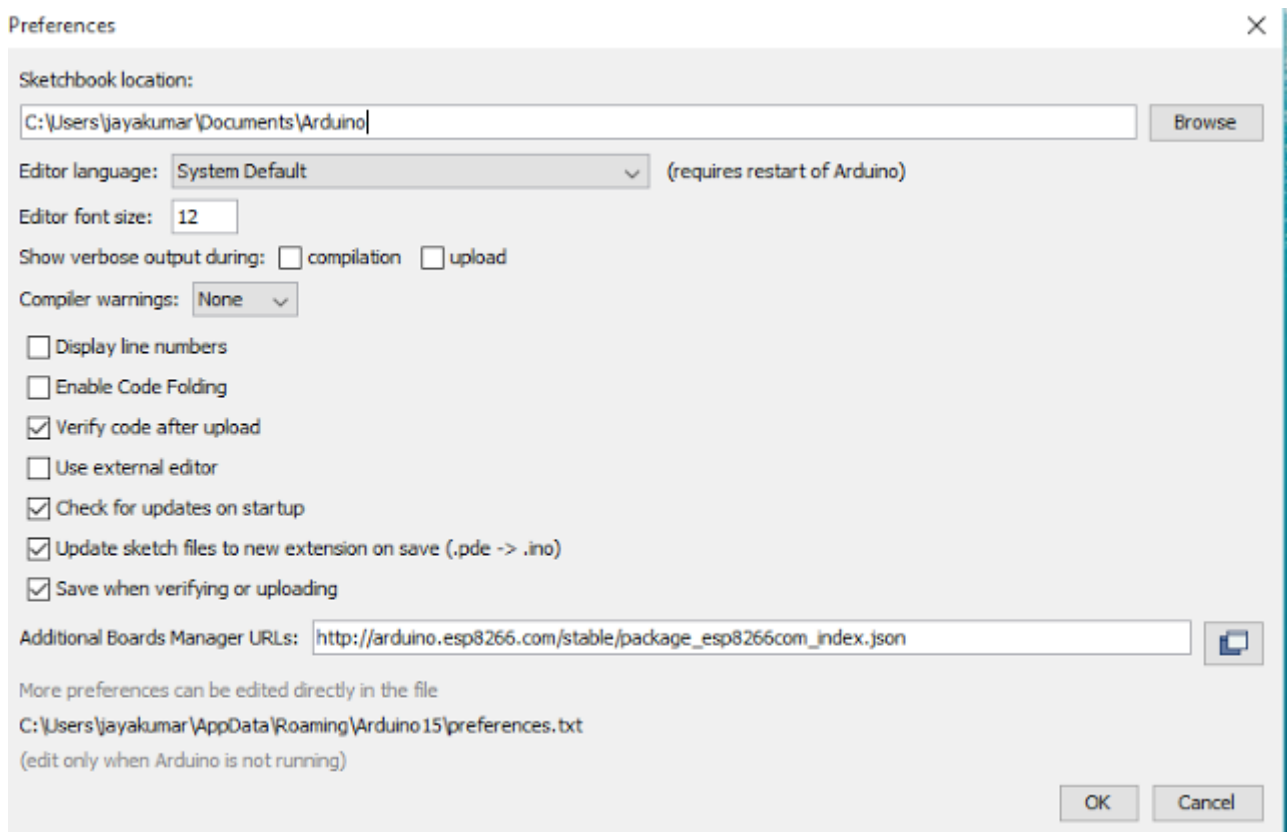 Preferences
Sketchbook location:
C:\Users\jayakumar\Documents\Arduino
Browse
Editor language: System Default (requires restart of Arduino)
Editor font size: 12
Show verbose output during: compilation upload
Compiler warnings: None
Display line numbers
Enable Code Folding
Verify code after upload
Use external editor
Check for updates on startup
Update sketch files to new extension on save (.pde -> .ino)
Save when verifying or uploading
Additional Boards Manager URLs: http://arduino.esp8266.com/stable/package_esp8266com_index.json
More preferences can be edited directly in the file
C:\Users\jayakumar\AppData\Roaming\Arduino15\preferences.txt
(edit only when Arduino is not running)
OK Cancel